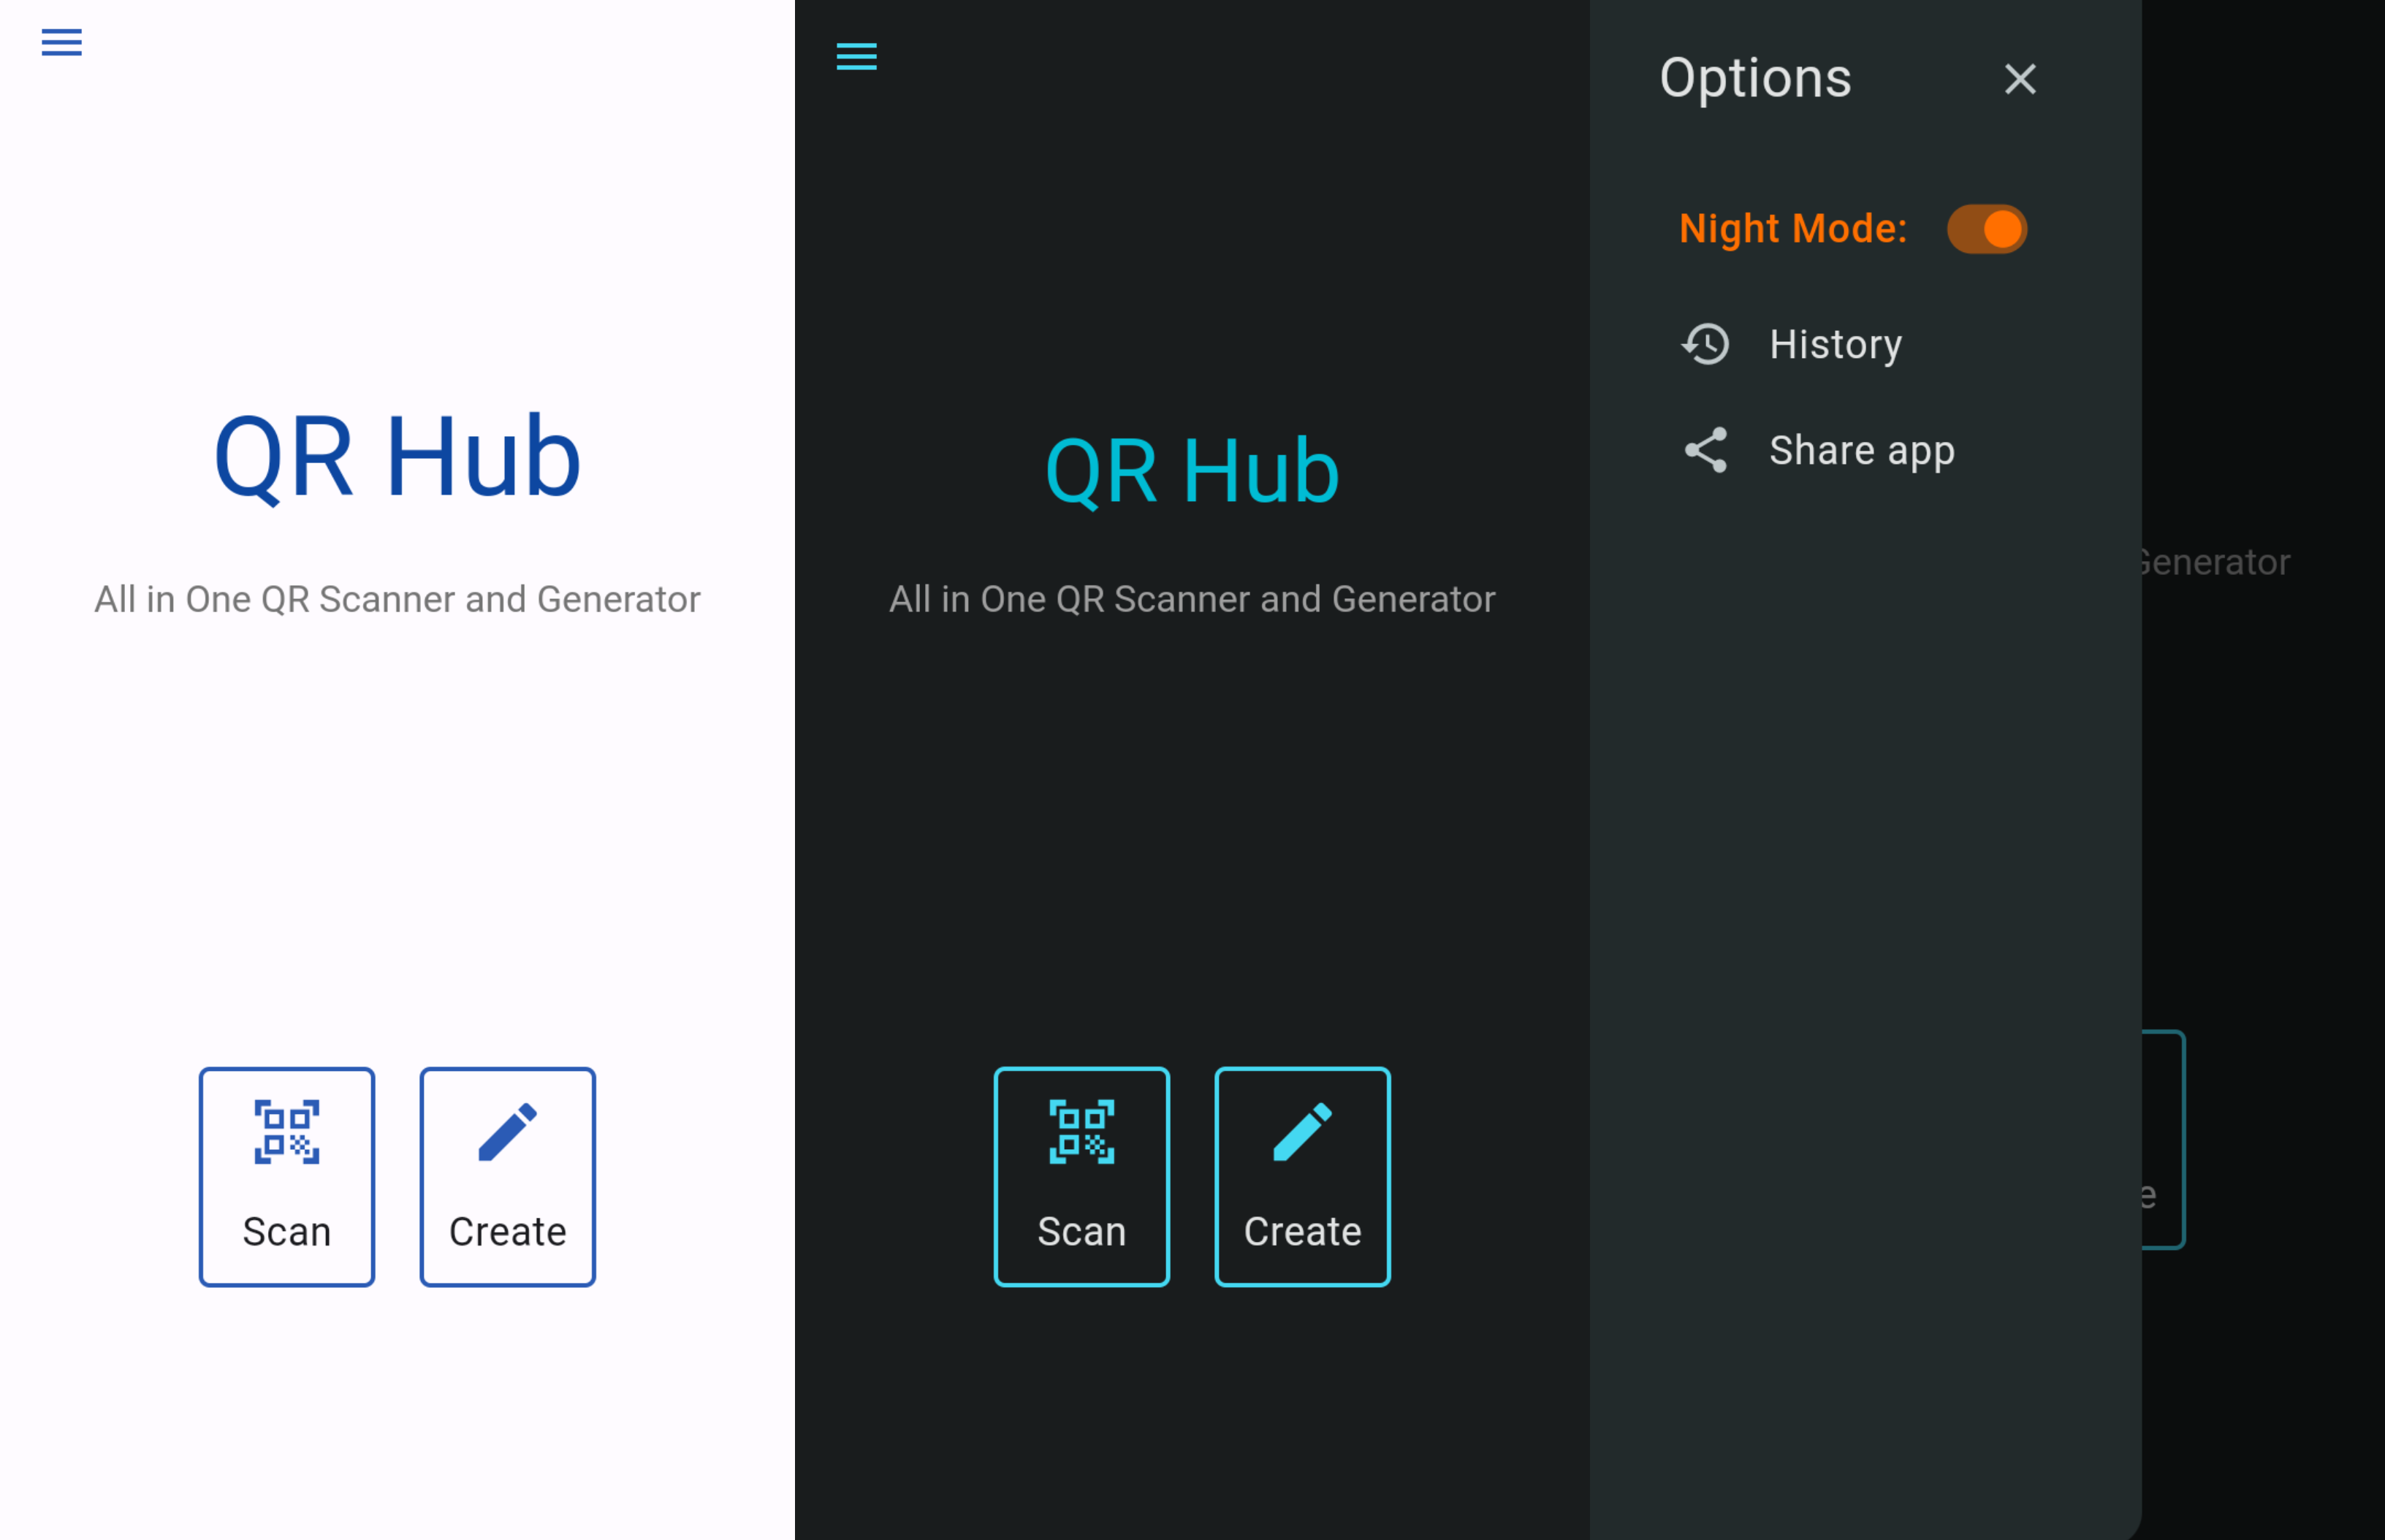 QR Hub
All in One QR Scanner and Generator
Scan
Create
QR Hub
All in One QR Scanner and Generator
Scan
Create
Options
Night Mode:
History
Share app
Generator
e